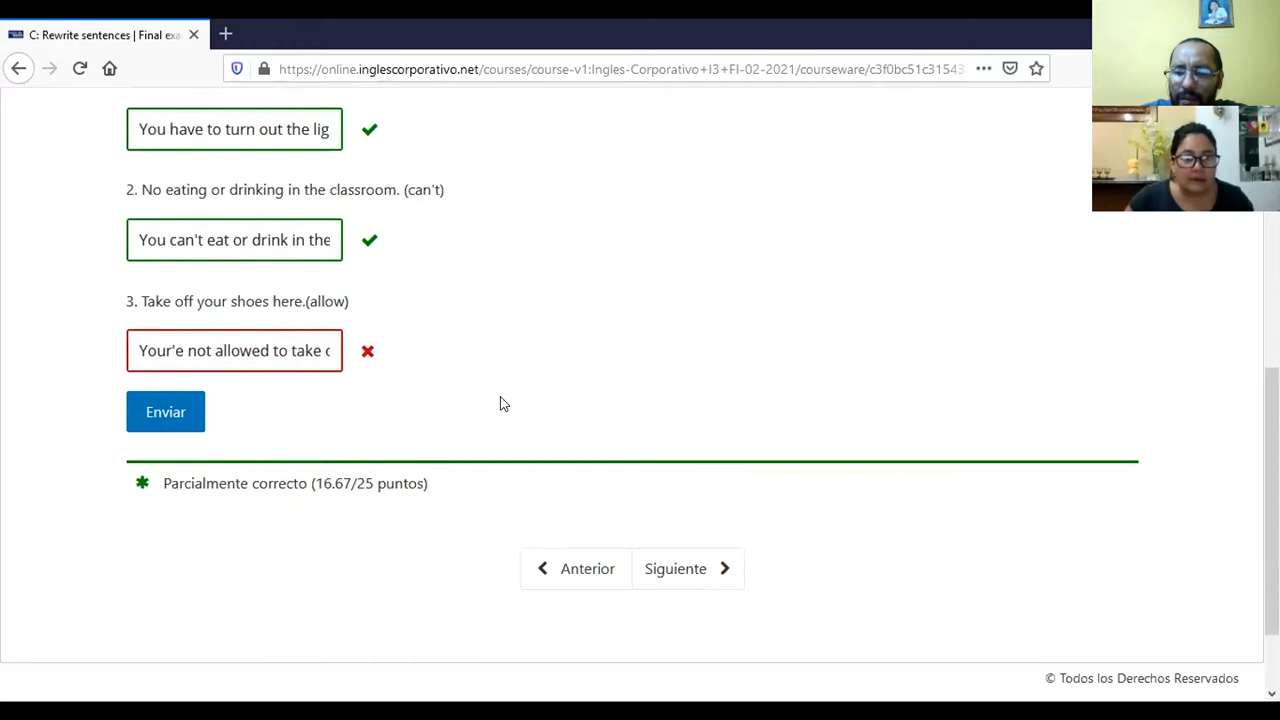 C: Rewrite sentences | Final exa
https://online.inglescorporativo.net/courses/course-v1:Ingles-Corporativo+I3+FI-02-2021/courseware/c3f0bc51c31543
You have to turn out the lig
2. No eating or drinking in the classroom. (can't)
You can't eat or drink in the
3. Take off your shoes here.(allow)
Your'e not allowed to take o
Enviar
Parcialmente correcto (16.67/25 puntos)
Anterior Siguiente
© Todos los Derechos Reservados